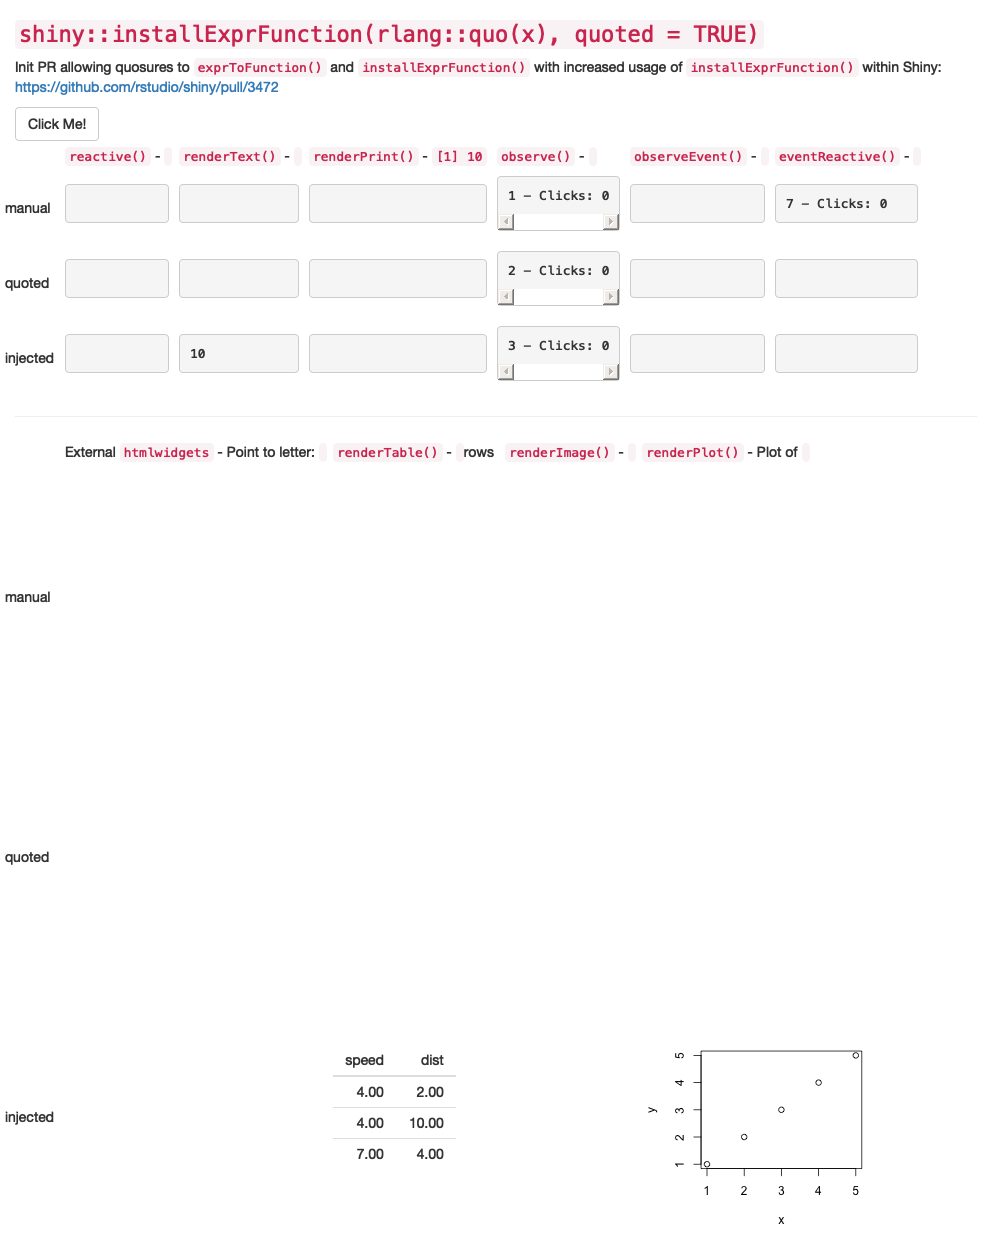 shiny::installExprFunction(rlang::quo(x), quoted = TRUE)
Init PR allowing quosures to exprToFunction() and installExprFunction() with increased usage of installExprFunction() within Shiny:
https://github.com/rstudio/shiny/pull/3472
Click Me!
reactive() - renderText() - renderPrint() - [1] 10 observe() - observeEvent() - eventReactive() -
manual 1 - Clicks: 0 7 - Clicks: 0
quoted 2 - Clicks: 0
injected 10 3 - Clicks: 0
External htmlwidgets - Point to letter: renderTable() - rows renderImage() - renderPlot() - Plot of
manual
quoted
injected
speed dist
4.00 2.00
4.00 10.00
7.00 4.00
5
4
3
2
1
y
1 2 3 4 5
x